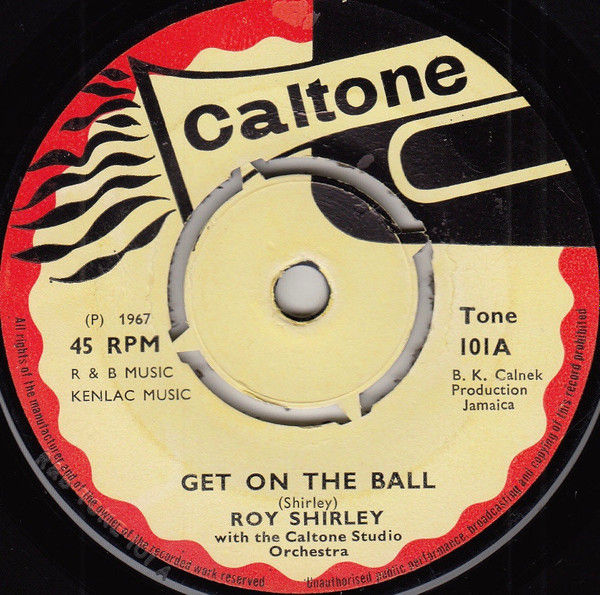 Caltone
(P) 1967
45 RPM
R & B MUSIC
KENLAC MUSIC
Tone
101A
B. K. Calnek
Production
Jamaica
GET ON THE BALL
(Shirley)
ROY SHIRLEY
with the Caltone Studio
Orchestra
All rights of the manufacturer and of the owner of the recorded work reserved
Unauthorised public performance, broadcasting and copying of this record prohibited